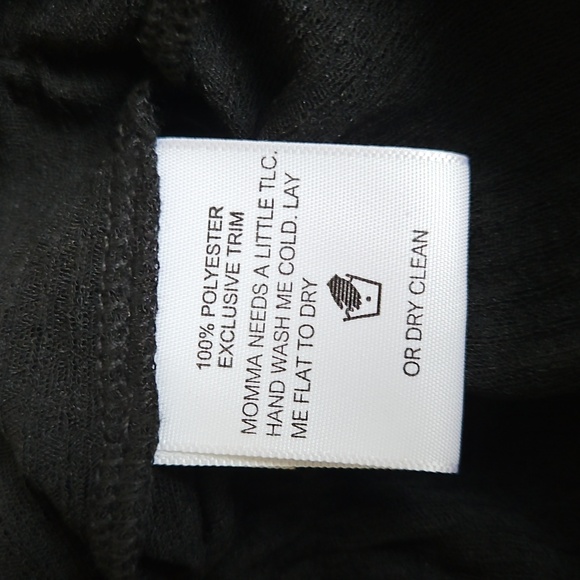 100% POLYESTER
EXCLUSIVE TRIM
MOMMA NEEDS A LITTLE TLC.
HAND WASH ME COLD. LAY
ME FLAT TO DRY
OR DRY CLEAN